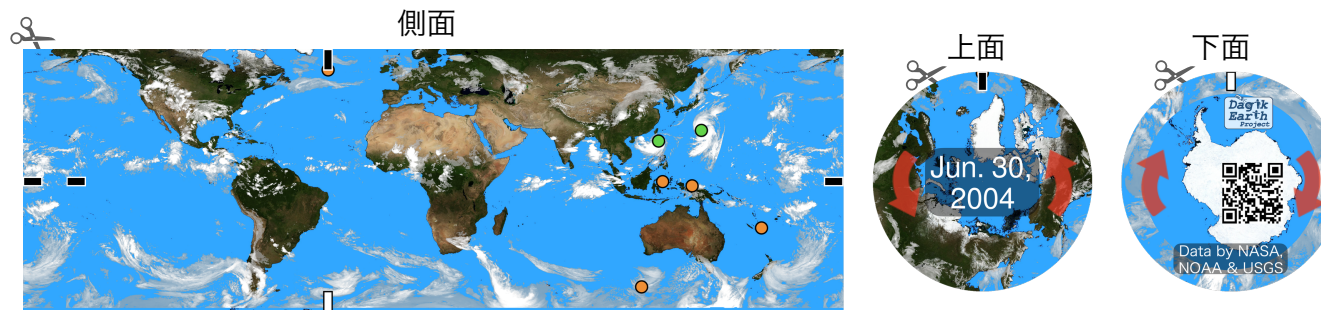 側面
上面
下面
Jun. 30,
2004
Dagik
Earth
Project
Data by NASA,
NOAA & USGS